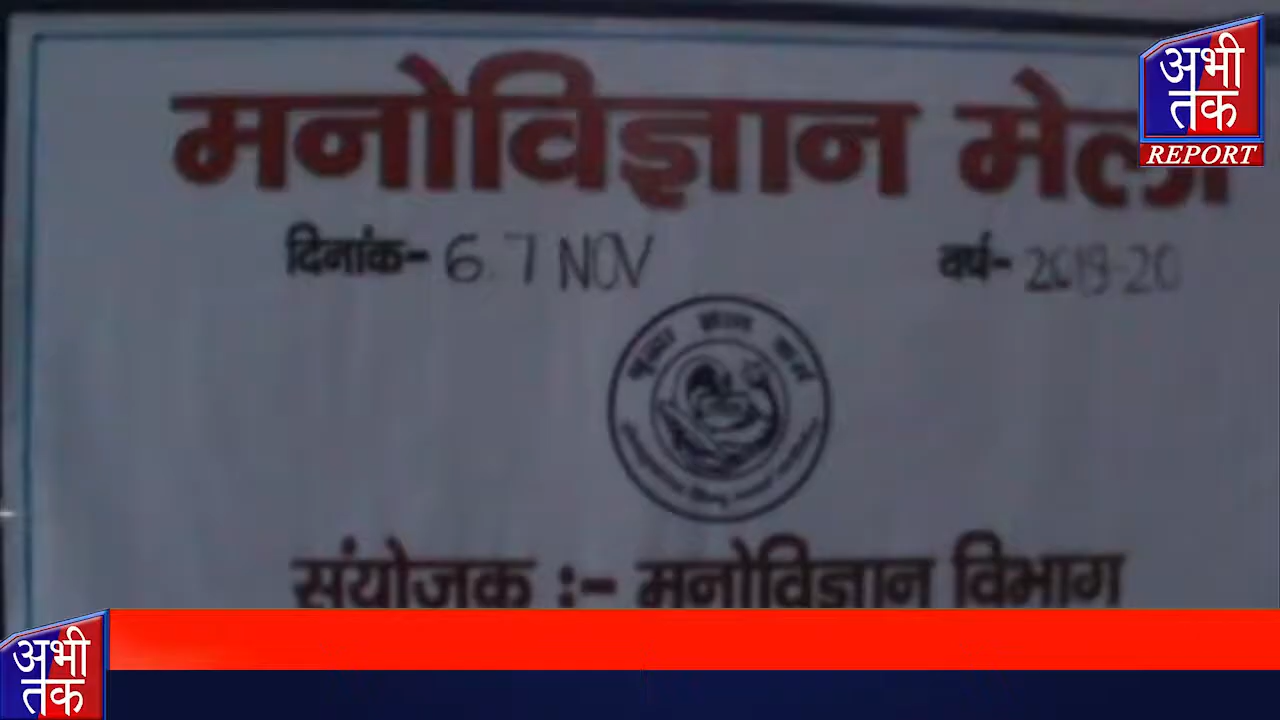 मनोविज्ञान मेला
अभी
तक
REPORT
दिनांक- 6.7 NOV
वर्ष- 2019-20
संयोजक :- मनोविज्ञान विभाग
अभी
तक